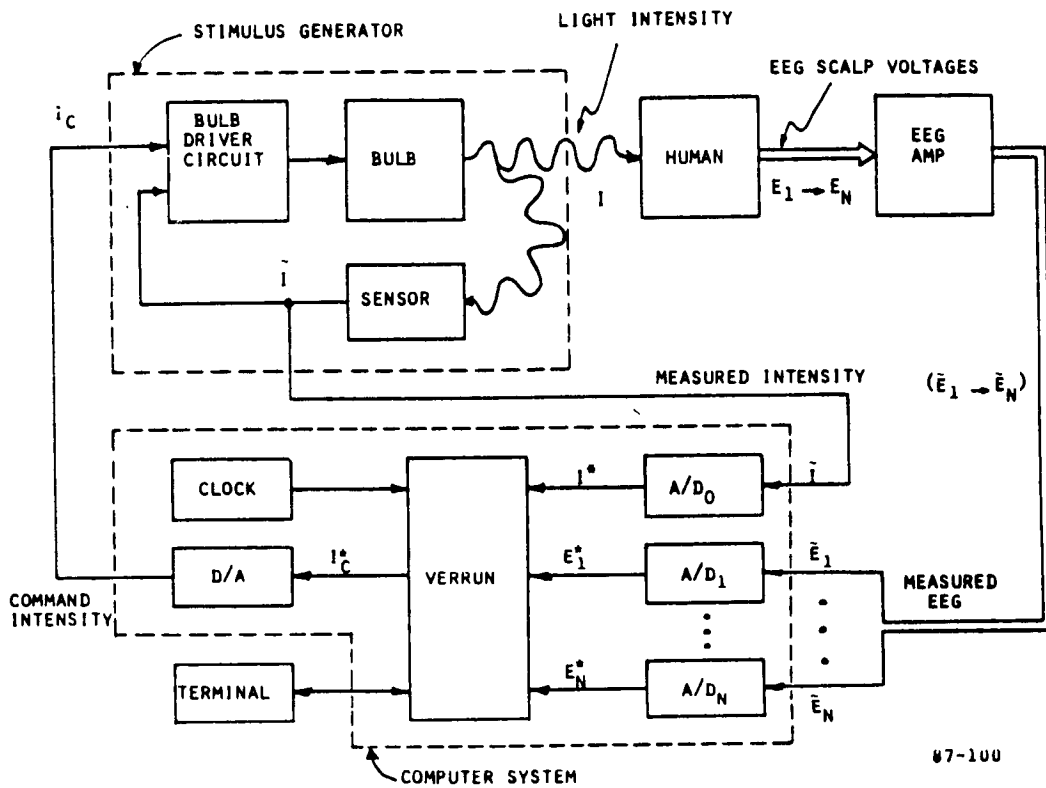 LIGHT INTENSITY
STIMULUS GENERATOR
EEG SCALP VOLTAGES
i_C
BULB
DRIVER
CIRCUIT
BULB
HUMAN
EEG
AMP
I
E_1 → E_N
Ĩ
SENSOR
MEASURED INTENSITY
(Ẽ_1 → Ẽ_N)
CLOCK
I*
A/D_0
Ĩ
D/A
I*_C
VERRUN
E*_1
A/D_1
Ẽ_1
MEASURED
EEG
COMMAND
INTENSITY
TERMINAL
E*_N
A/D_N
Ẽ_N
COMPUTER SYSTEM
87-100